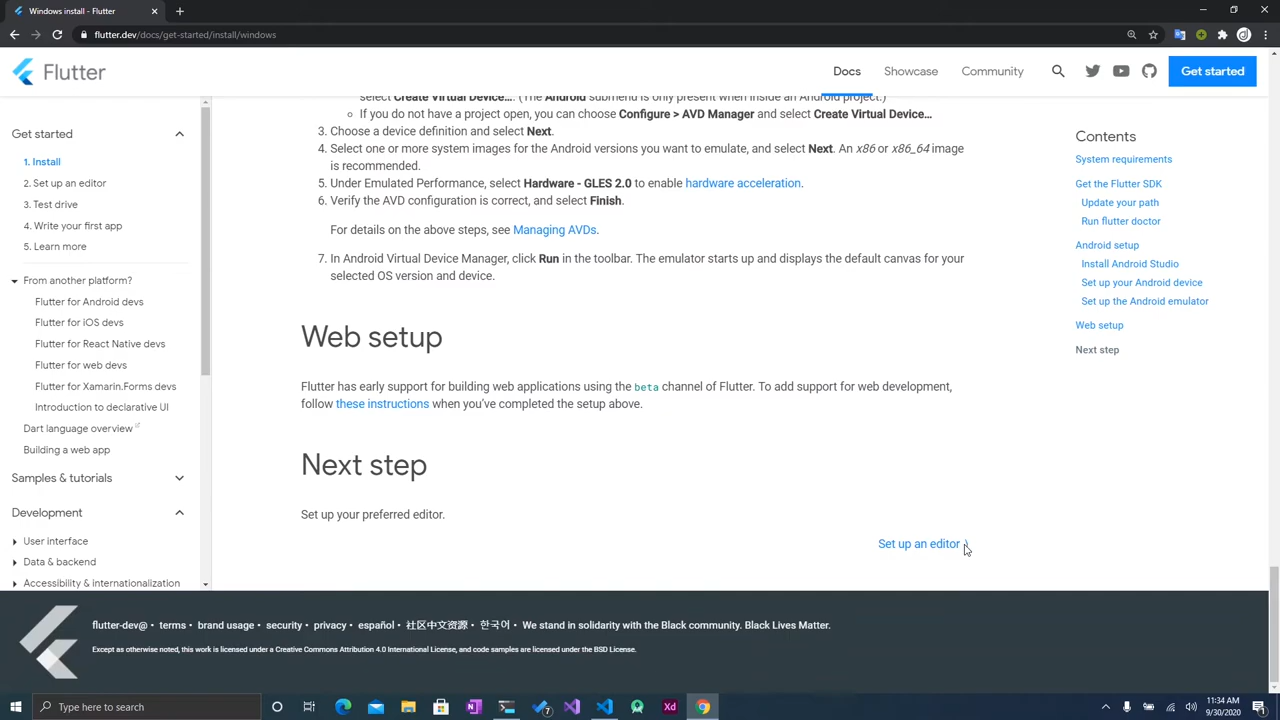 Windows install - Flutter
flutter.dev/docs/get-started/install/windows
Flutter
Docs
Showcase
Community
Get started
Get started
1. Install
2. Set up an editor
3. Test drive
4. Write your first app
5. Learn more
From another platform?
Flutter for Android devs
Flutter for iOS devs
Flutter for React Native devs
Flutter for web devs
Flutter for Xamarin.Forms devs
Introduction to declarative UI
Dart language overview
Building a web app
Samples & tutorials
Development
User interface
Data & backend
Accessibility & internationalization
select Create Virtual Device…. (The Android submenu is only present when inside an Android project.)
If you do not have a project open, you can choose Configure > AVD Manager and select Create Virtual Device…
3. Choose a device definition and select Next.
4. Select one or more system images for the Android versions you want to emulate, and select Next. An x86 or x86_64 image
is recommended.
5. Under Emulated Performance, select Hardware - GLES 2.0 to enable hardware acceleration.
6. Verify the AVD configuration is correct, and select Finish.
For details on the above steps, see Managing AVDs.
7. In Android Virtual Device Manager, click Run in the toolbar. The emulator starts up and displays the default canvas for your
selected OS version and device.
Web setup
Flutter has early support for building web applications using the beta channel of Flutter. To add support for web development,
follow these instructions when you've completed the setup above.
Next step
Set up your preferred editor.
Set up an editor
Contents
System requirements
Get the Flutter SDK
Update your path
Run flutter doctor
Android setup
Install Android Studio
Set up your Android device
Set up the Android emulator
Web setup
Next step
flutter-dev@ • terms • brand usage • security • privacy • español • 社区中文资源 • 한국어 • We stand in solidarity with the Black community. Black Lives Matter.
Except as otherwise noted, this work is licensed under a Creative Commons Attribution 4.0 International License, and code samples are licensed under the BSD License.
Type here to search
7
N
Xd
11:34 AM
9/30/2020
1